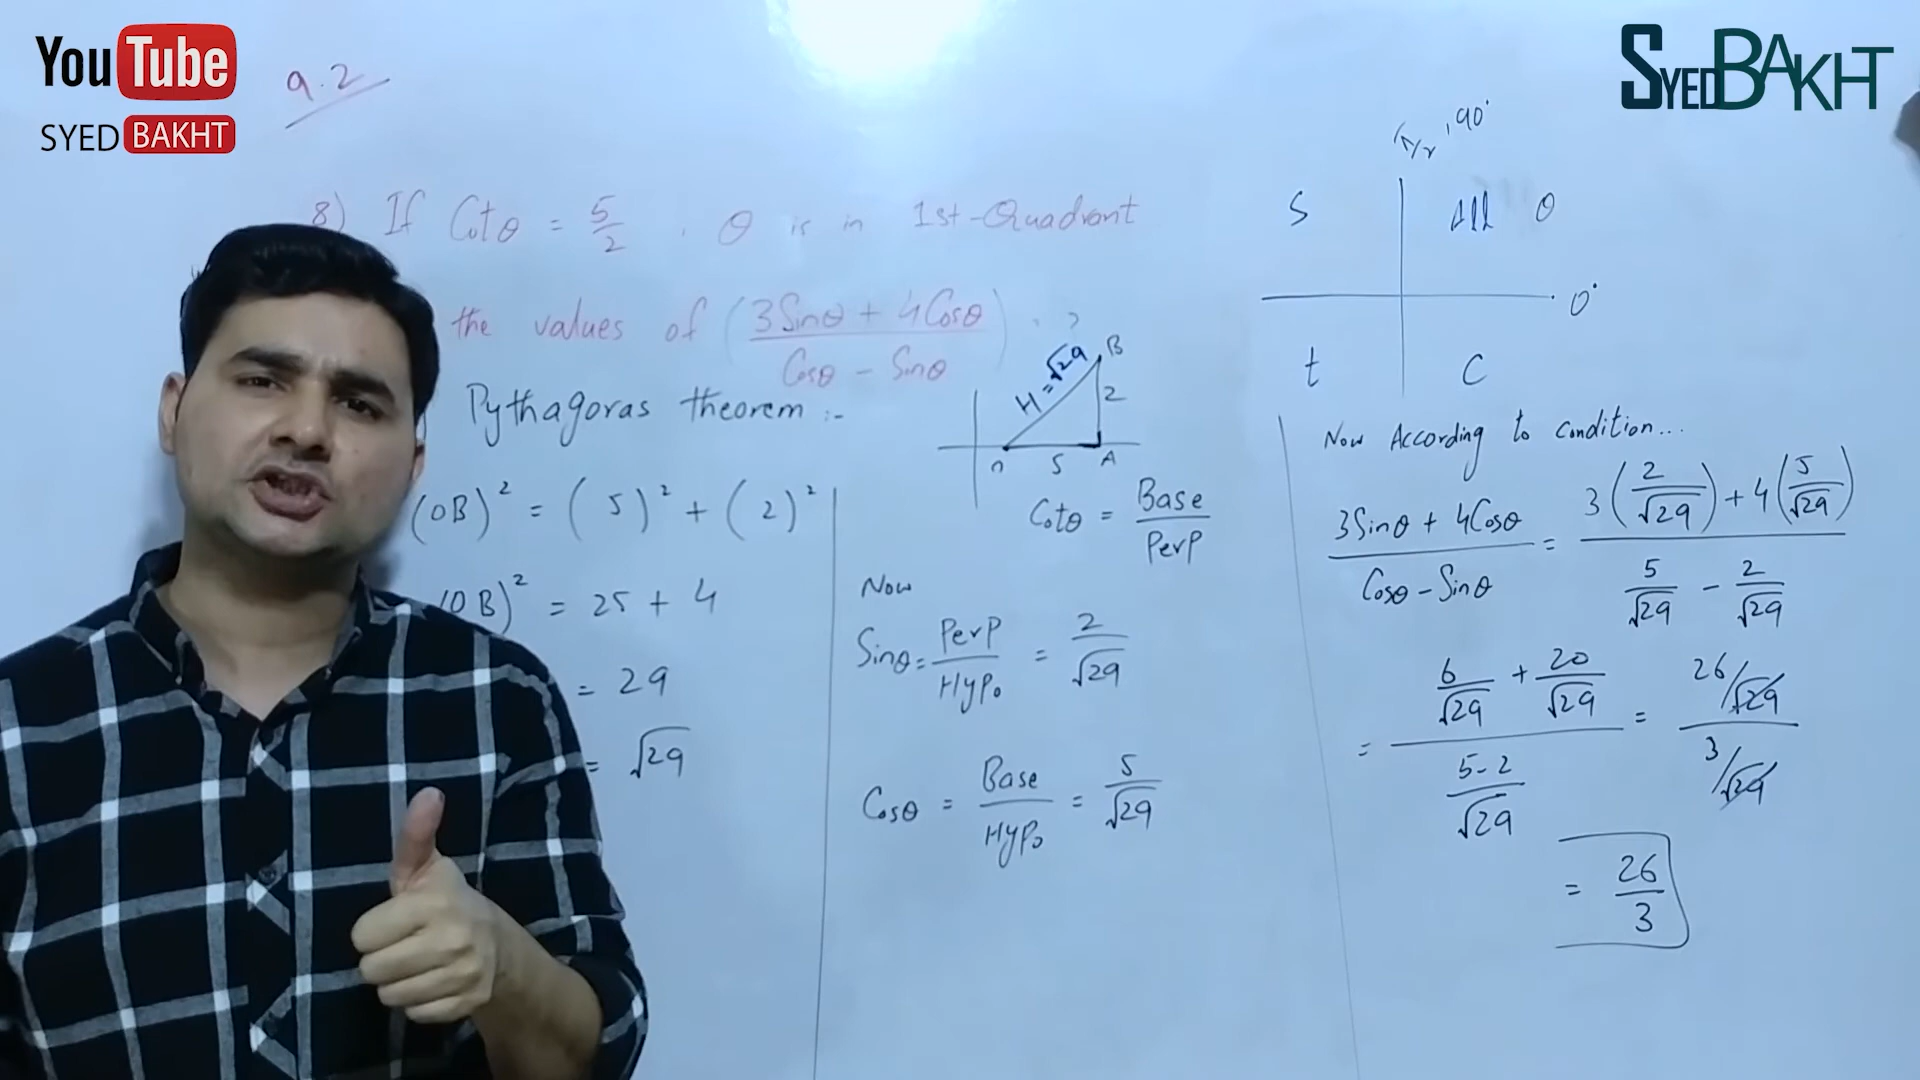 YouTube
SYED BAKHT
SYEDBAKHT
9.2
8) If Cotθ = 5/2 , θ is in 1st-Quadrant
the values of (3Sinθ + 4Cosθ / Cosθ - Sinθ) . ?
Pythagoras theorem :-
(OB)² = (5)² + (2)²
(OB)² = 25 + 4
= 29
= √29
H = √29
B
2
5
A
Cotθ = Base/Perp
Now
Sinθ = Perp/Hypo = 2/√29
Cosθ = Base/Hypo = 5/√29
π/2, 90°
S
All θ
0°
t
C
Now According to condition...
3Sinθ + 4Cosθ / Cosθ - Sinθ = 3(2/√29) + 4(5/√29) / 5/√29 - 2/√29
= 6/√29 + 20/√29 / 5-2/√29 = 26/√29 / 3/√29
= 26/3